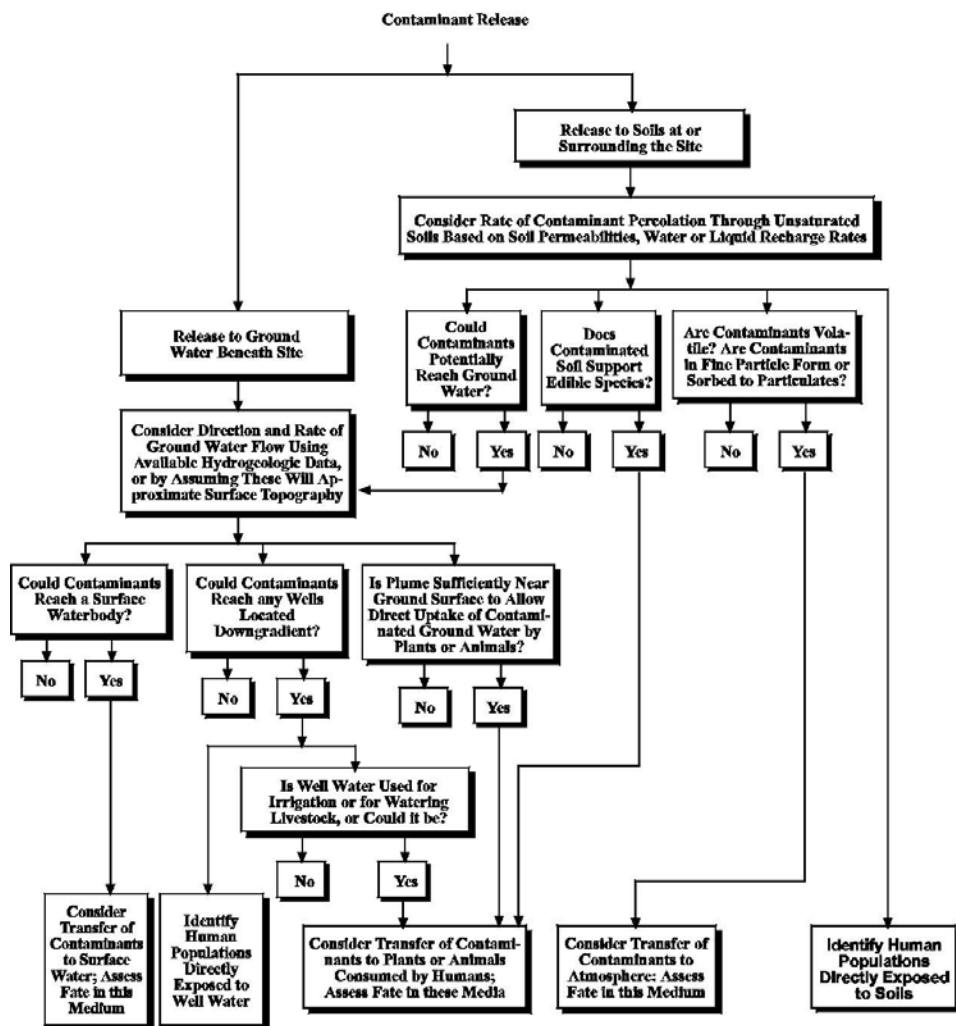 Contaminant Release
Release to Soils at or
Surrounding the Site
Consider Rate of Contaminant Percolation Through Unsaturated
Soils Based on Soil Permeabilities, Water or Liquid Recharge Rates
Release to Ground
Water Beneath Site
Could
Contaminants
Potentially
Reach Ground
Water?
Does
Contaminated
Soil Support
Edible Species?
Are Contaminants Vola-
tile? Are Contaminants
in Fine Particle Form or
Sorbed to Particulates?
No
Yes
No
Yes
No
Yes
Consider Direction and Rate of
Ground Water Flow Using
Available Hydrogeologic Data,
or by Assuming These Will Ap-
proximate Surface Topography
Could Contaminants
Reach a Surface
Waterbody?
Could Contaminants
Reach any Wells
Located
Downgradient?
Is Plume Sufficiently Near
Ground Surface to Allow
Direct Uptake of Contami-
nated Ground Water by
Plants or Animals?
No
Yes
No
Yes
No
Yes
Is Well Water Used for
Irrigation or for Watering
Livestock, or Could it be?
No
Yes
Consider
Transfer of
Contaminants
to Surface
Water; Assess
Fate in this
Medium
Identify
Human
Populations
Directly
Exposed to
Well Water
Consider Transfer of Contami-
nants to Plants or Animals
Consumed by Humans;
Assess Fate in these Media
Consider Transfer of
Contaminants to
Atmosphere; Assess
Fate in this Medium
Identify Human
Populations
Directly Exposed
to Soils